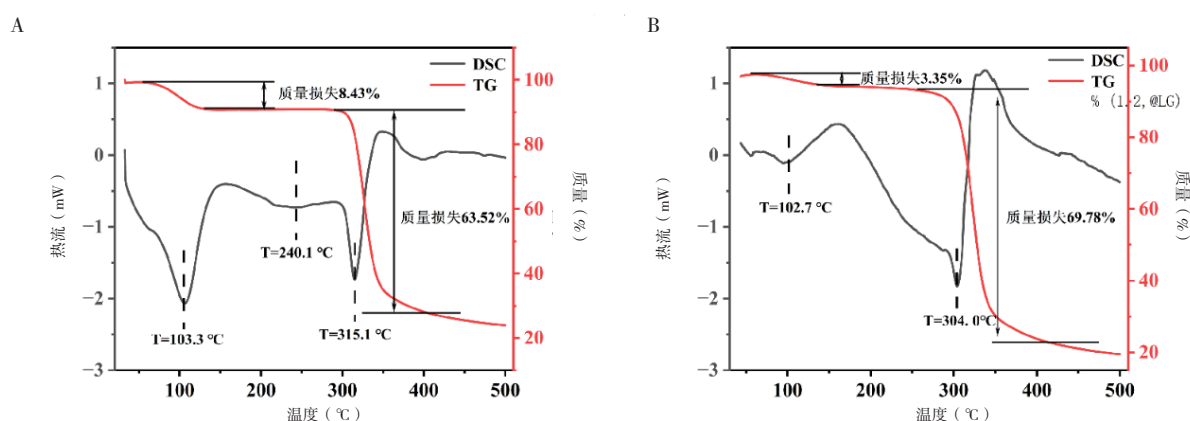 A
DSC
TG
质量损失8.43%
质量损失63.52%
T=240.1 ℃
T=103.3 ℃
T=315.1 ℃
1
0
−1
−2
−3
100
80
60
40
20
0
100
200
300
400
500
热流（mW）
质量（%）
温度（℃）
B
DSC
TG
% (1:2,@LG)
质量损失3.35%
质量损失69.78%
T=102.7 ℃
T=304. 0℃
1
0
−1
−2
−3
100
80
60
40
20
0
100
200
300
400
500
热流（mW）
质量（%）
温度（℃）